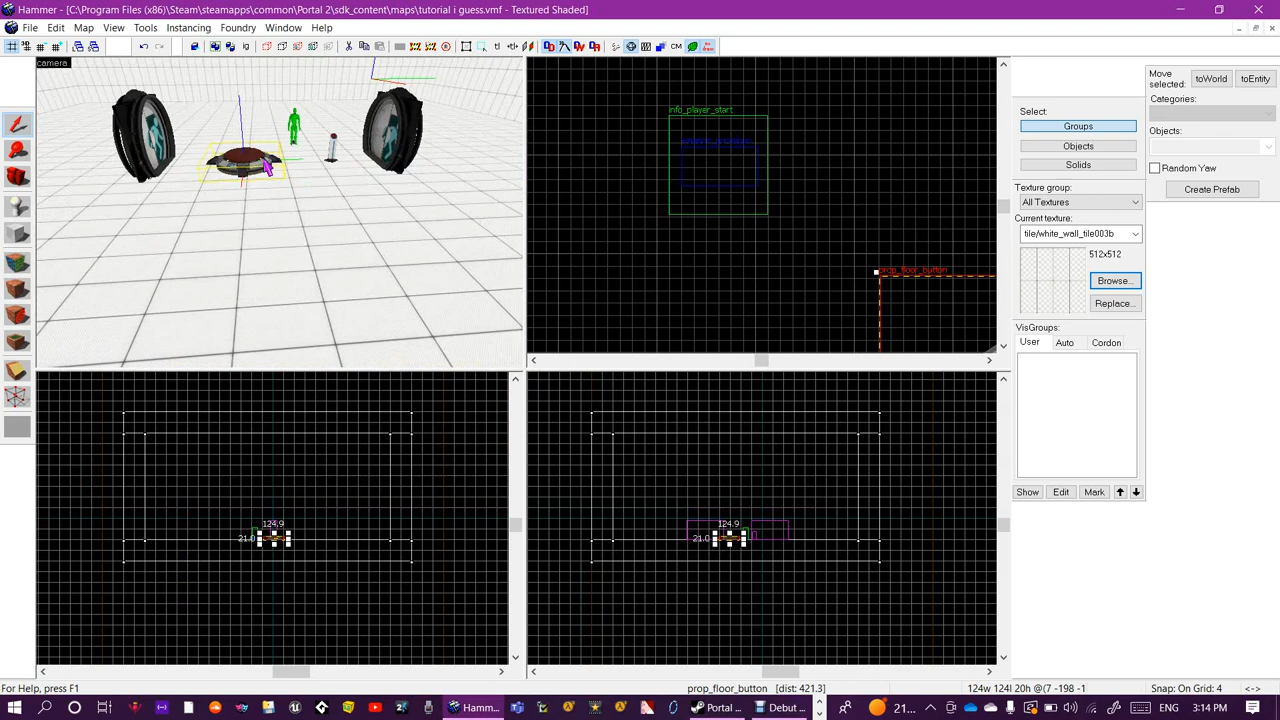 Hammer - [C:\Program Files (x86)\Steam\steamapps\common\Portal 2\sdk_content\maps\tutorial i guess.vmf - Textured Shaded]
File Edit Map View Tools Instancing Foundry Window Help
camera
info_player_start
prop_floor_button
124.9
21.0
124.9
21.0
Select:
Groups
Objects
Solids
Texture group:
All Textures
Current texture:
tile/white_wall_tile003b
512x512
Browse...
Replace...
VisGroups:
User Auto Cordon
Show Edit Mark
Move selected:
toWorld toEntity
Categories:
Objects:
Random Yaw
Create Prefab
For Help, press F1
prop_floor_button [dist: 421.3]
124w 124l 20h @(7 -198 -1
Snap: On Grid: 4 <->
Hamm...
Portal ...
Debut ...
21...
ENG 3:14 PM